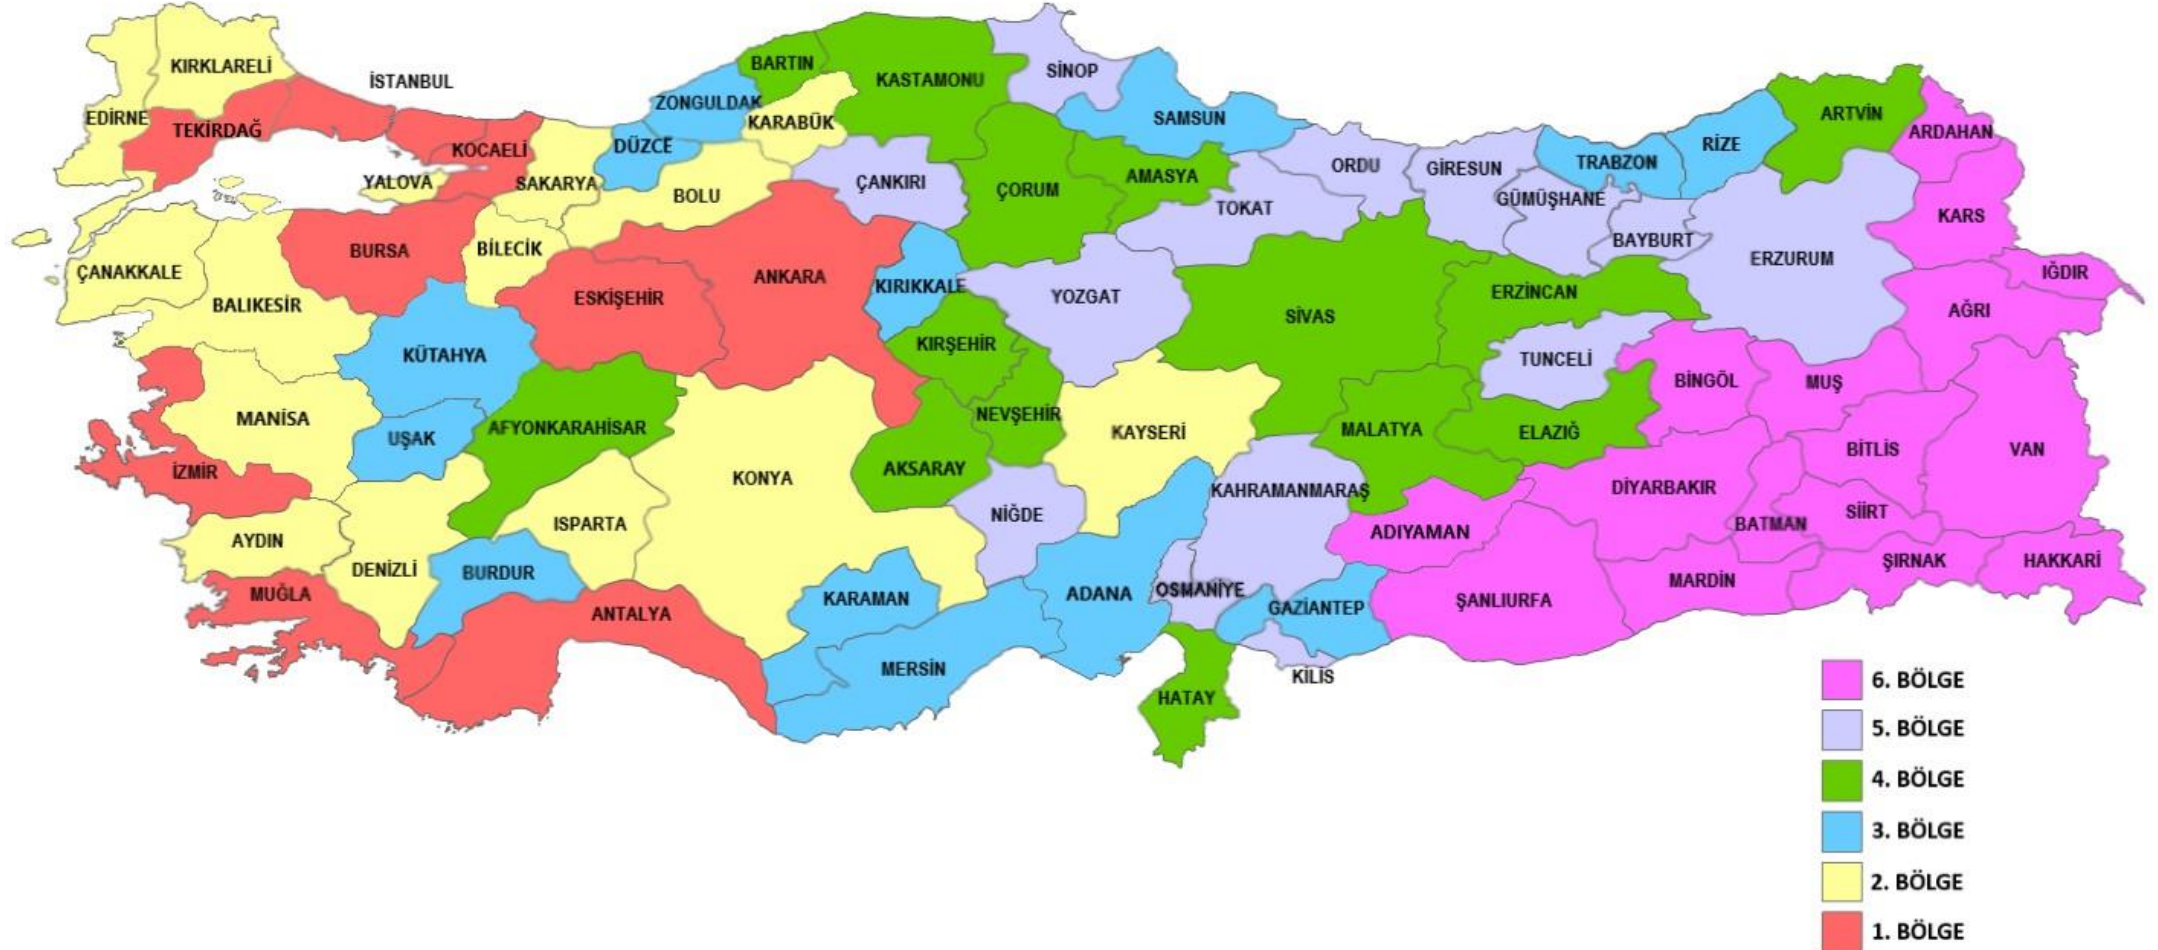 KIRKLARELİ
İSTANBUL
EDİRNE
TEKİRDAĞ
KOCAELİ
YALOVA
SAKARYA
DÜZCE
ZONGULDAK
BARTIN
KARABÜK
KASTAMONU
SİNOP
SAMSUN
BOLU
ÇANKIRI
ÇORUM
AMASYA
TOKAT
ORDU
GİRESUN
GÜMÜŞHANE
TRABZON
RİZE
ARTVİN
ARDAHAN
KARS
BAYBURT
ERZURUM
IĞDIR
AĞRI
ÇANAKKALE
BALIKESİR
BURSA
BİLECİK
ESKİŞEHİR
ANKARA
KIRIKKALE
YOZGAT
SİVAS
ERZİNCAN
TUNCELİ
BİNGÖL
MUŞ
KÜTAHYA
KIRŞEHİR
MANİSA
UŞAK
AFYONKARAHİSAR
NEVŞEHİR
KAYSERİ
MALATYA
ELAZIĞ
BİTLİS
VAN
İZMİR
KONYA
AKSARAY
NİĞDE
KAHRAMANMARAŞ
ADIYAMAN
DİYARBAKIR
BATMAN
SİİRT
AYDIN
DENİZLİ
ISPARTA
BURDUR
MUĞLA
ANTALYA
KARAMAN
MERSİN
ADANA
OSMANİYE
GAZİANTEP
KİLİS
HATAY
ŞANLIURFA
MARDİN
ŞIRNAK
HAKKARİ
6. BÖLGE
5. BÖLGE
4. BÖLGE
3. BÖLGE
2. BÖLGE
1. BÖLGE